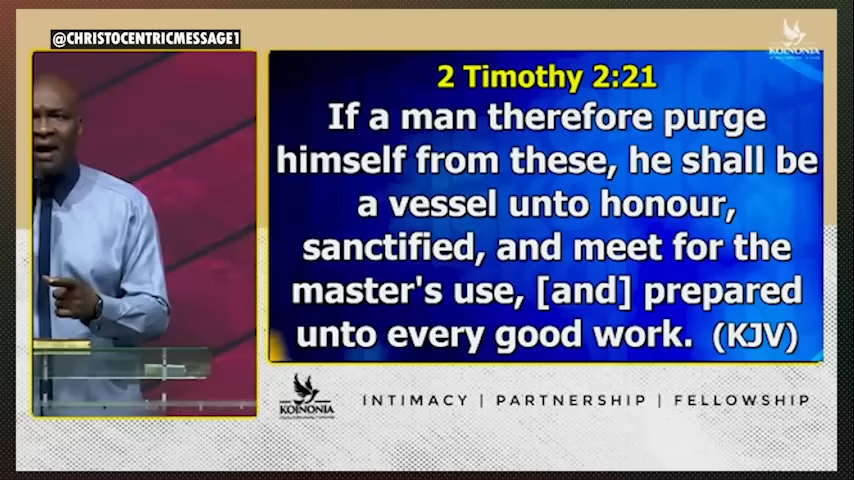 @CHRISTOCENTRICMESSAGE1
KOINONIA
2 Timothy 2:21
If a man therefore purge
himself from these, he shall be
a vessel unto honour,
sanctified, and meet for the
master's use, [and] prepared
unto every good work. (KJV)
KOINONIA
INTIMACY | PARTNERSHIP | FELLOWSHIP